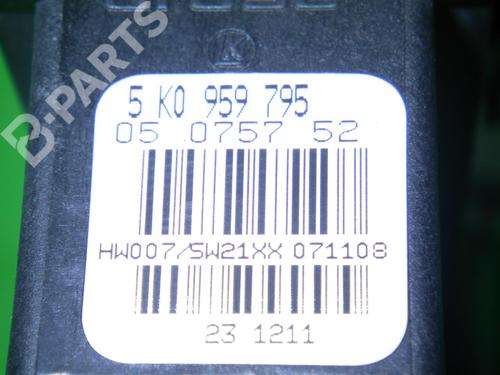 B-PARTS
K
5 K0 959 795
05 0757 52
HW007/SW21XX 071108
23 1211